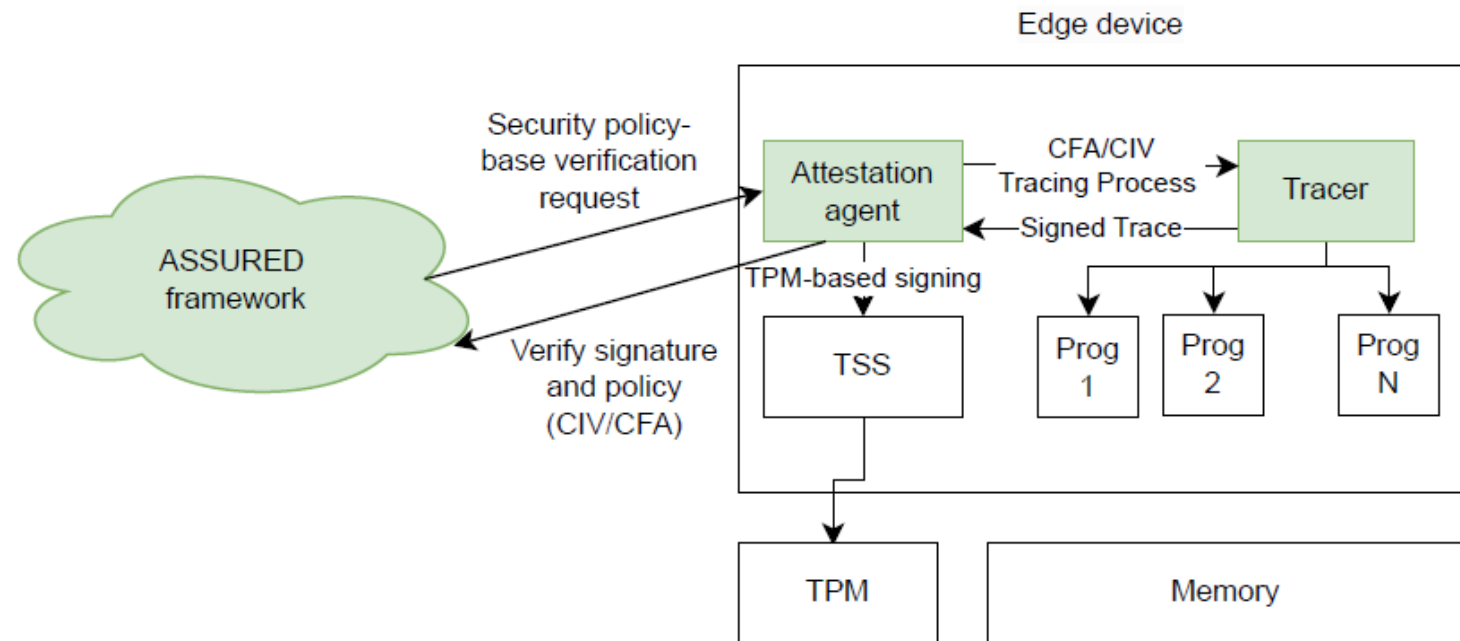 Edge device
Security policy-
base verification
request
ASSURED
framework
Attestation
agent
CFA/CIV
Tracing Process
Tracer
Signed Trace
TPM-based signing
Verify signature
and policy
(CIV/CFA)
TSS
Prog
1
Prog
2
Prog
N
TPM
Memory